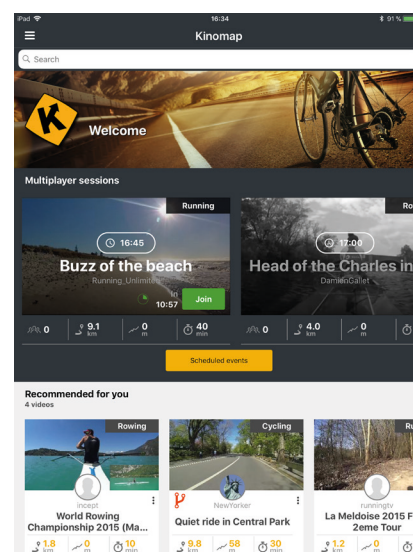 iPad 16:34 91 %
Kinomap
Search
K
Welcome
Multiplayer sessions
Running
16:45
Buzz of the beach
Running_Unlimited
in
10:57
Join
0
9.1
km
0
m
40
min
Ro
17:00
Head of the Charles in
DamienGallet
0
4.0
km
0
m
Scheduled events
Recommended for you
4 videos
Rowing
incept
World Rowing
Championship 2015 (Ma...
1.8
km
0
m
10
min
Cycling
NewYorker
Quiet ride in Central Park
9.8
km
58
m
30
min
Ru
runningtv
La Meldoise 2015 F
2eme Tour
1.2
km
0
m